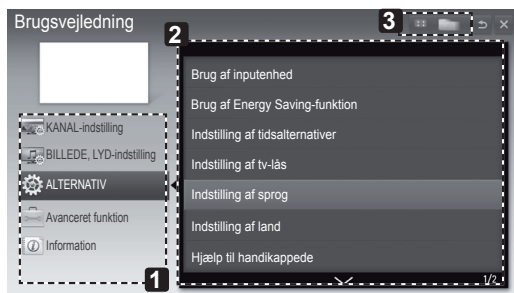 Brugsvejledning
3
2
KANAL-indstilling
BILLEDE, LYD-indstilling
ALTERNATIV
Avanceret funktion
Information
1
Brug af inputenhed
Brug af Energy Saving-funktion
Indstilling af tidsalternativer
Indstilling af tv-lås
Indstilling af sprog
Indstilling af land
Hjælp til handikappede
1/2